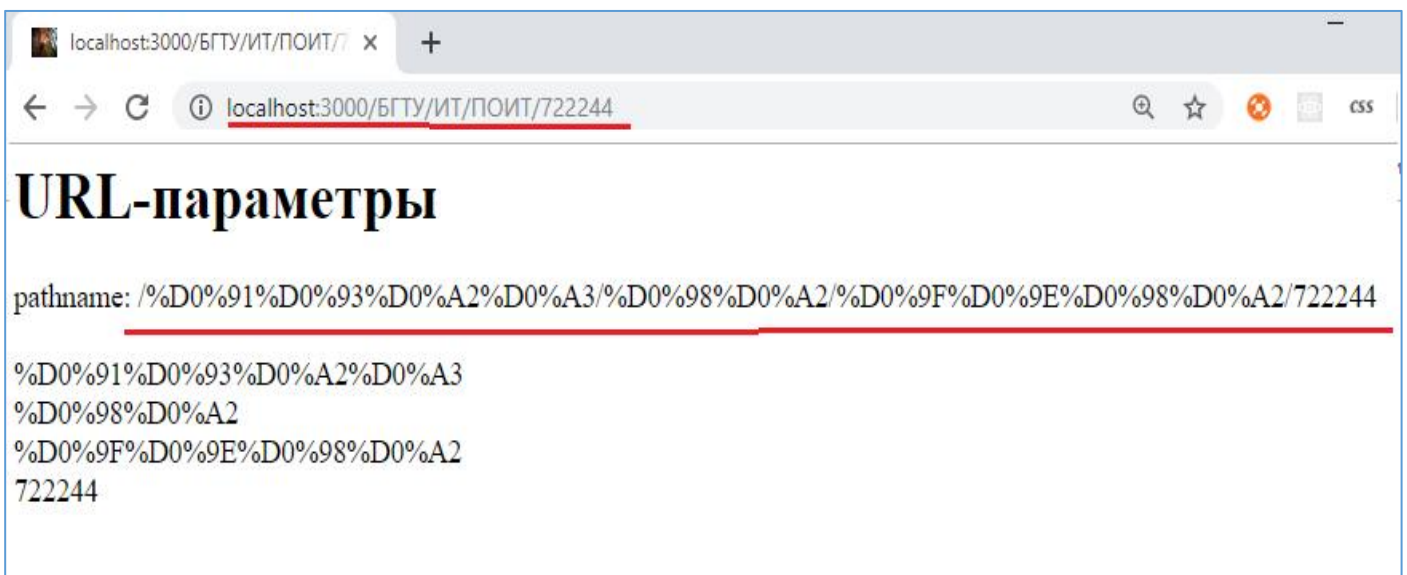 localhost:3000/БГТУ/ИТ/ПОИТ/7
localhost:3000/БГТУ/ИТ/ПОИТ/722244
css
URL-параметры
pathname: /%D0%91%D0%93%D0%A2%D0%A3/%D0%98%D0%A2/%D0%9F%D0%9E%D0%98%D0%A2/722244
%D0%91%D0%93%D0%A2%D0%A3
%D0%98%D0%A2
%D0%9F%D0%9E%D0%98%D0%A2
722244